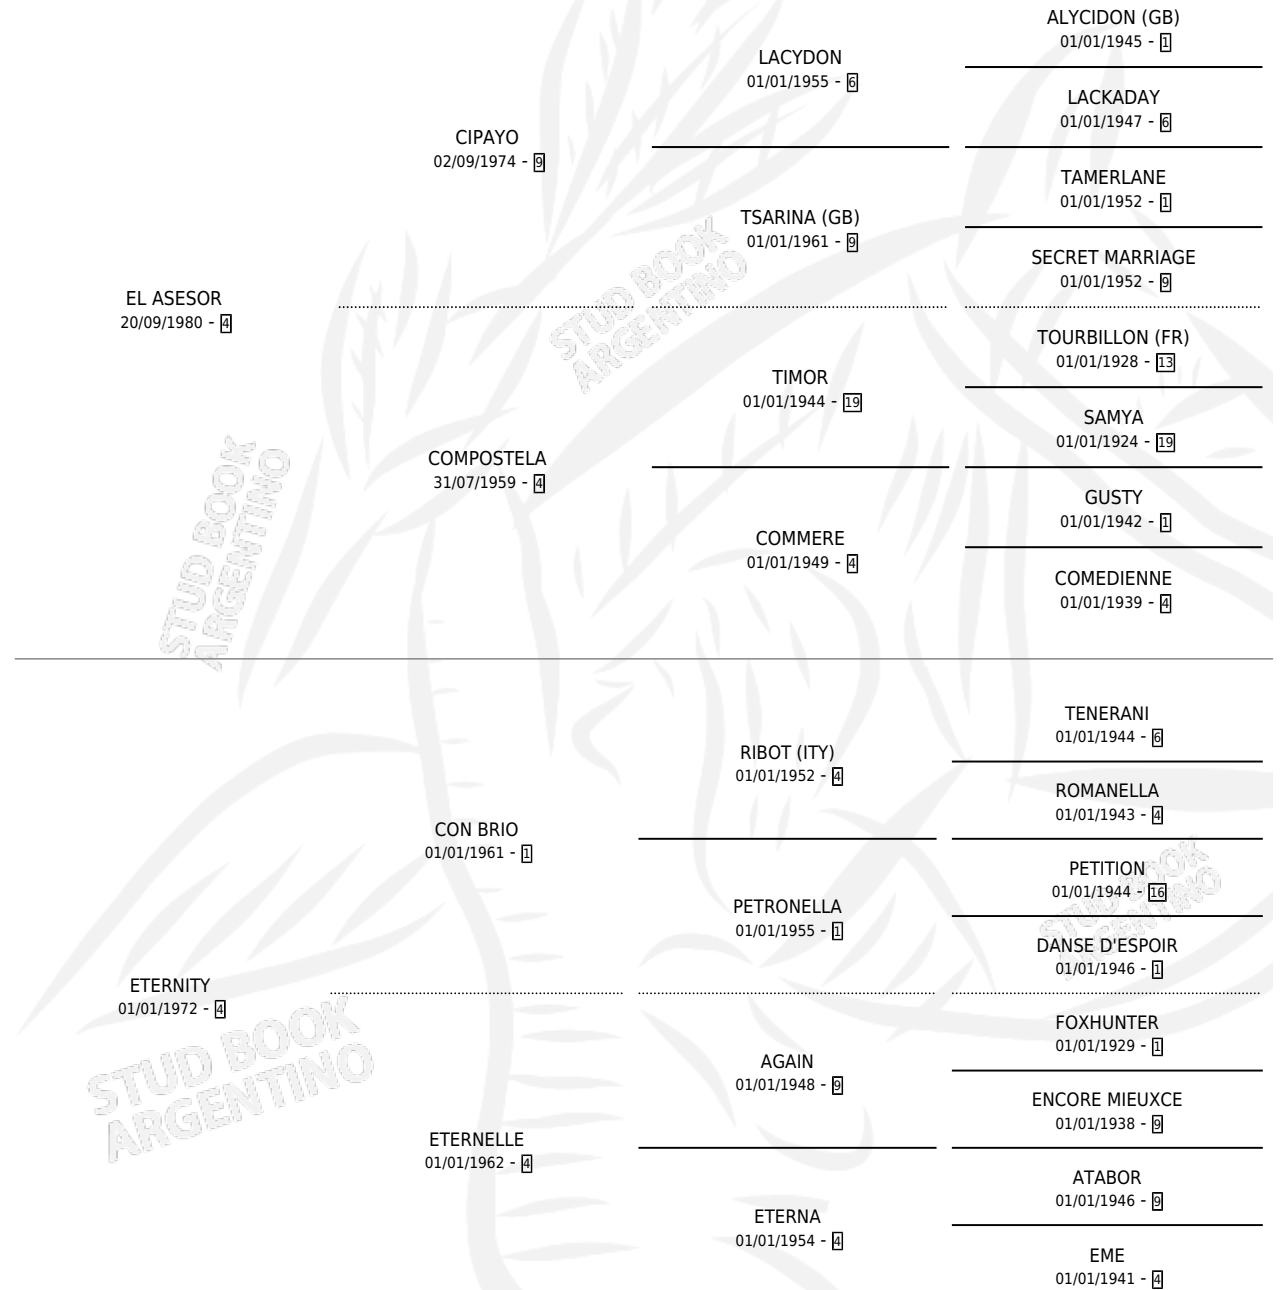 ALYCIDON (GB)
01/01/1945 - 1
LACYDON
01/01/1955 - 6
LACKADAY
01/01/1947 - 6
CIPAYO
02/09/1974 - 9
TAMERLANE
01/01/1952 - 1
TSARINA (GB)
01/01/1961 - 9
SECRET MARRIAGE
01/01/1952 - 9
EL ASESOR
20/09/1980 - 4
TOURBILLON (FR)
01/01/1928 - 13
TIMOR
01/01/1944 - 19
SAMYA
01/01/1924 - 19
COMPOSTELA
31/07/1959 - 4
GUSTY
01/01/1942 - 1
COMMERE
01/01/1949 - 4
COMEDIENNE
01/01/1939 - 4
TENERANI
01/01/1944 - 6
RIBOT (ITY)
01/01/1952 - 4
ROMANELLA
01/01/1943 - 4
CON BRIO
01/01/1961 - 1
PETITION
01/01/1944 - 16
PETRONELLA
01/01/1955 - 1
DANSE D'ESPOIR
01/01/1946 - 1
ETERNITY
01/01/1972 - 4
FOXHUNTER
01/01/1929 - 1
AGAIN
01/01/1948 - 9
ENCORE MIEUXCE
01/01/1938 - 9
ETERNELLE
01/01/1962 - 4
ATABOR
01/01/1946 - 9
ETERNA
01/01/1954 - 4
EME
01/01/1941 - 4
STUD BOOK
ARGENTINO
STUD BOOK
ARGENTINO
STUD BOOK
ARGENTINO
STUD BOOK
ARGENTINO